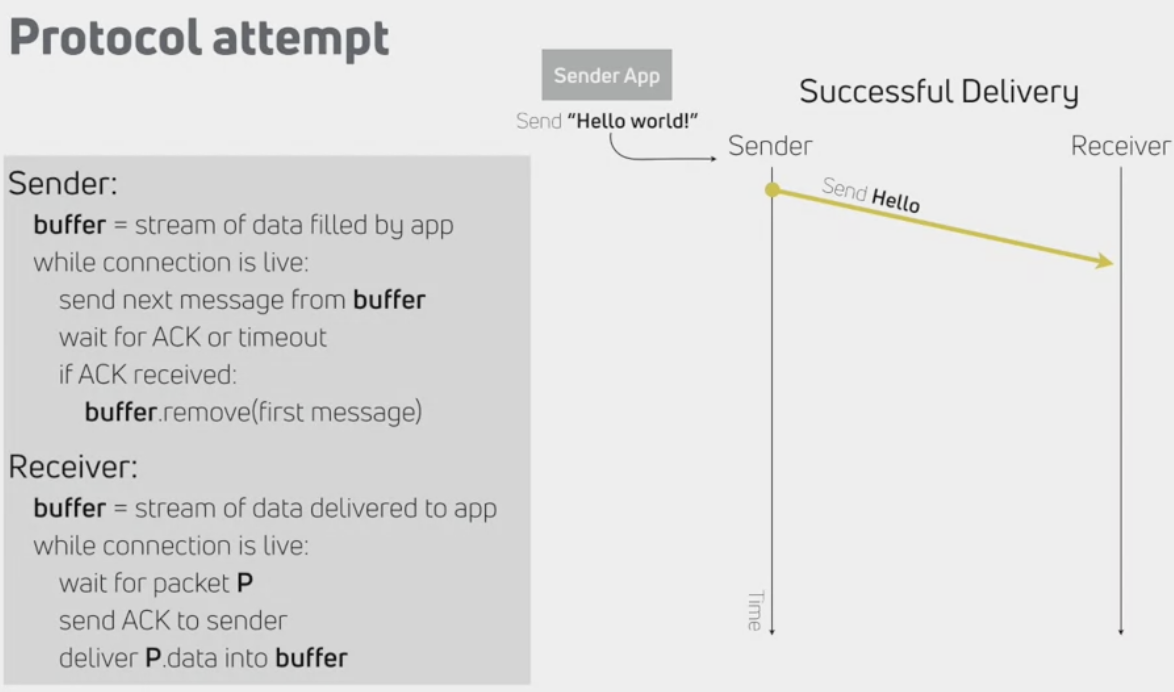 Protocol attempt
Sender App
Send “Hello world!”
Successful Delivery
Sender
Receiver
Send Hello
Time
Sender:
buffer = stream of data filled by app
while connection is live:
send next message from buffer
wait for ACK or timeout
if ACK received:
buffer.remove(first message)
Receiver:
buffer = stream of data delivered to app
while connection is live:
wait for packet P
send ACK to sender
deliver P.data into buffer